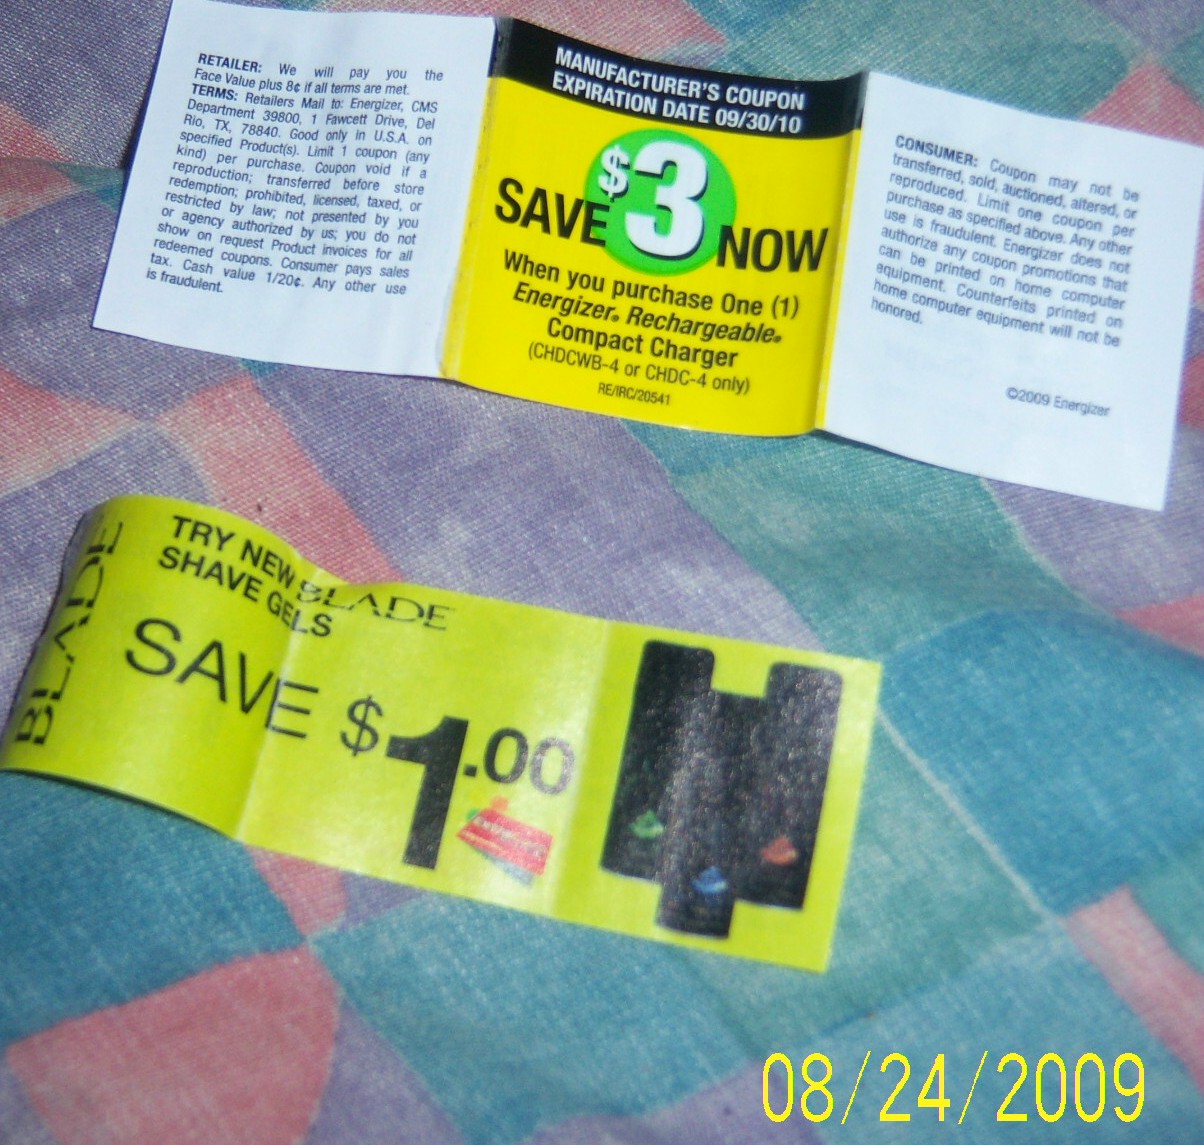 RETAILER: We will pay you the
Face Value plus 8¢ if all terms are met.
TERMS: Retailers Mail to: Energizer, CMS
Department 39800, 1 Fawcett Drive, Del
Rio, TX, 78840. Good only in U.S.A. on
specified Product(s). Limit 1 coupon (any
kind) per purchase. Coupon void if a
reproduction; transferred before store
redemption; prohibited, licensed, taxed, or
restricted by law; not presented by you
or agency authorized by us; you do not
show on request Product invoices for all
redeemed coupons. Consumer pays sales
tax. Cash value 1/20¢. Any other use
is fraudulent.
MANUFACTURER'S COUPON
EXPIRATION DATE 09/30/10
SAVE $3 NOW
When you purchase One (1)
Energizer® Rechargeable®
Compact Charger
(CHDCWB-4 or CHDC-4 only)
RE/IRC/20541
CONSUMER: Coupon may not be
transferred, sold, auctioned, altered, or
reproduced. Limit one coupon per
purchase as specified above. Any other
use is fraudulent. Energizer does not
authorize any coupon promotions that
can be printed on home computer
equipment. Counterfeits printed on
home computer equipment will not be
honored.
©2009 Energizer
BLADE
TRY NEW BLADE
SHAVE GELS
SAVE $1.00
08/24/2009